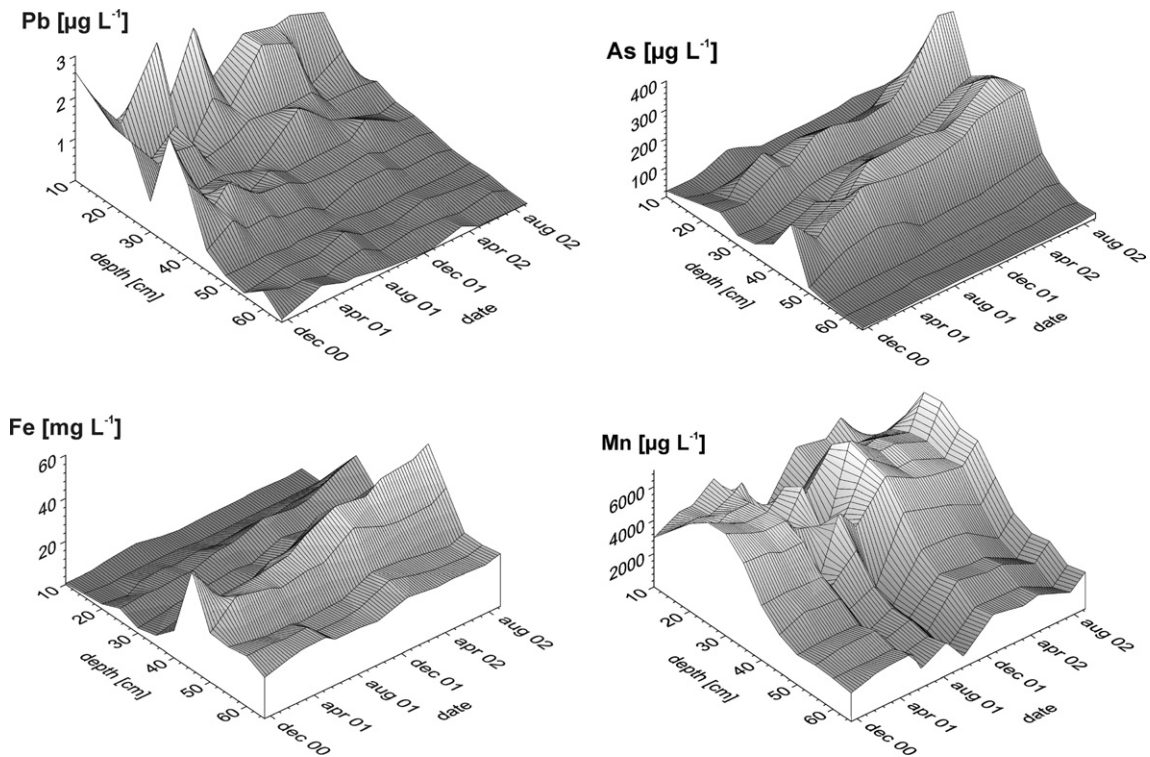 Pb [µg L-1]
3
2
1
10
20
30
40
50
60
depth [cm]
dec 00
apr 01
aug 01
dec 01
apr 02
aug 02
date
As [µg L-1]
400
300
200
100
10
20
30
40
50
60
depth [cm]
dec 00
apr 01
aug 01
dec 01
apr 02
aug 02
date
Fe [mg L-1]
60
40
20
10
20
30
40
50
60
depth [cm]
dec 00
apr 01
aug 01
dec 01
apr 02
aug 02
date
Mn [µg L-1]
6000
4000
2000
10
20
30
40
50
60
depth [cm]
dec 00
apr 01
aug 01
dec 01
apr 02
aug 02
date